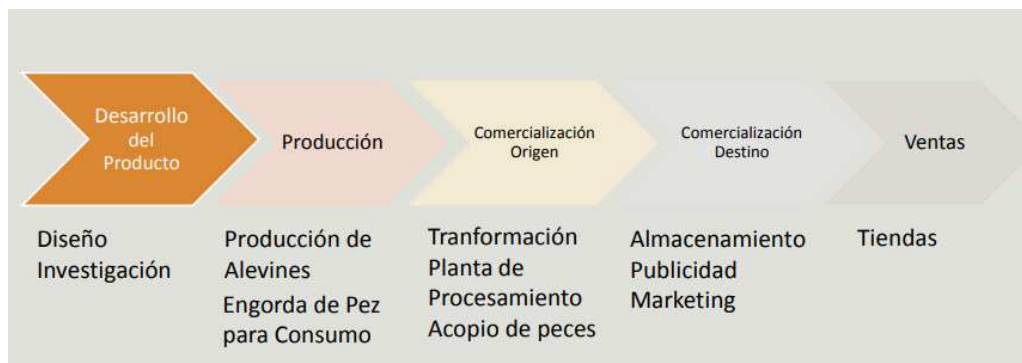 Desarrollo
del
Producto
Producción
Comercialización
Origen
Comercialización
Destino
Ventas
Diseño
Investigación
Producción de
Alevines
Engorda de Pez
para Consumo
Tranformación
Planta de
Procesamiento
Acopio de peces
Almacenamiento
Publicidad
Marketing
Tiendas